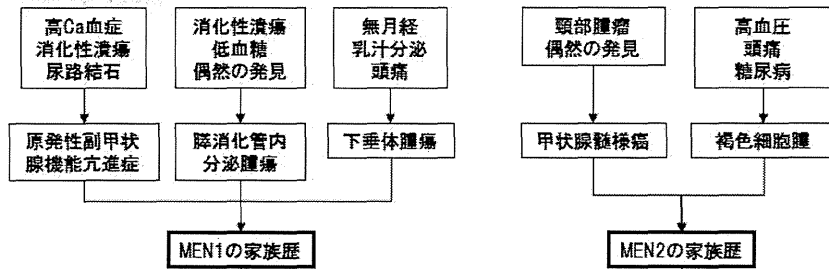 高Ca血症
消化性潰瘍
尿路結石
消化性潰瘍
低血糖
偶然の発見
無月経
乳汁分泌
頭痛
頸部腫瘤
偶然の発見
高血圧
頭痛
糖尿病
原発性副甲状
腺機能亢進症
膵消化管内
分泌腫瘍
下垂体腫瘍
甲状腺髄様癌
褐色細胞腫
MEN1の家族歴
MEN2の家族歴